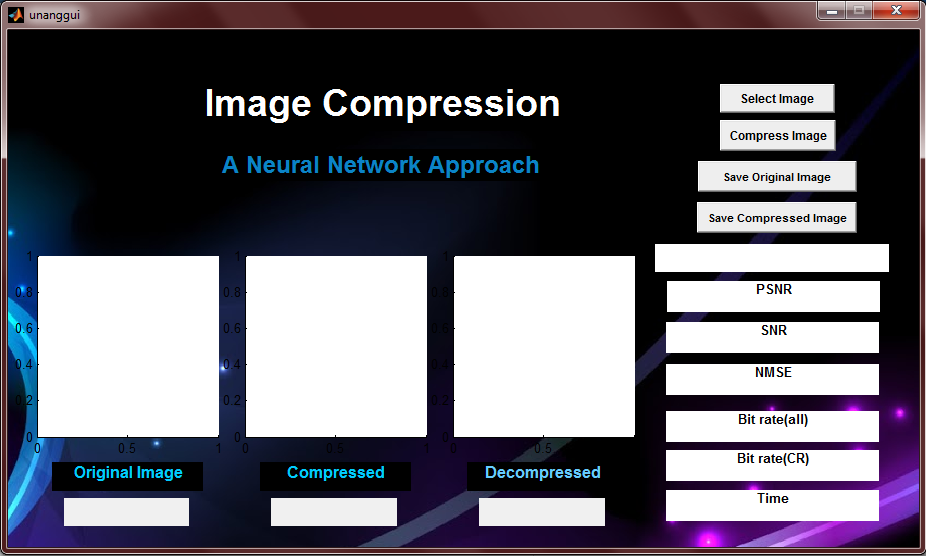 unanggui
Image Compression
A Neural Network Approach
Select Image
Compress Image
Save Original Image
Save Compressed Image
PSNR
SNR
NMSE
Bit rate(all)
Bit rate(CR)
Time
1
0.8
0.6
0.4
0.2
0
0 0.5 1
1
0.8
0.6
0.4
0.2
0
0 0.5 1
1
0.8
0.6
0.4
0.2
0
0 0.5
Original Image
Compressed
Decompressed